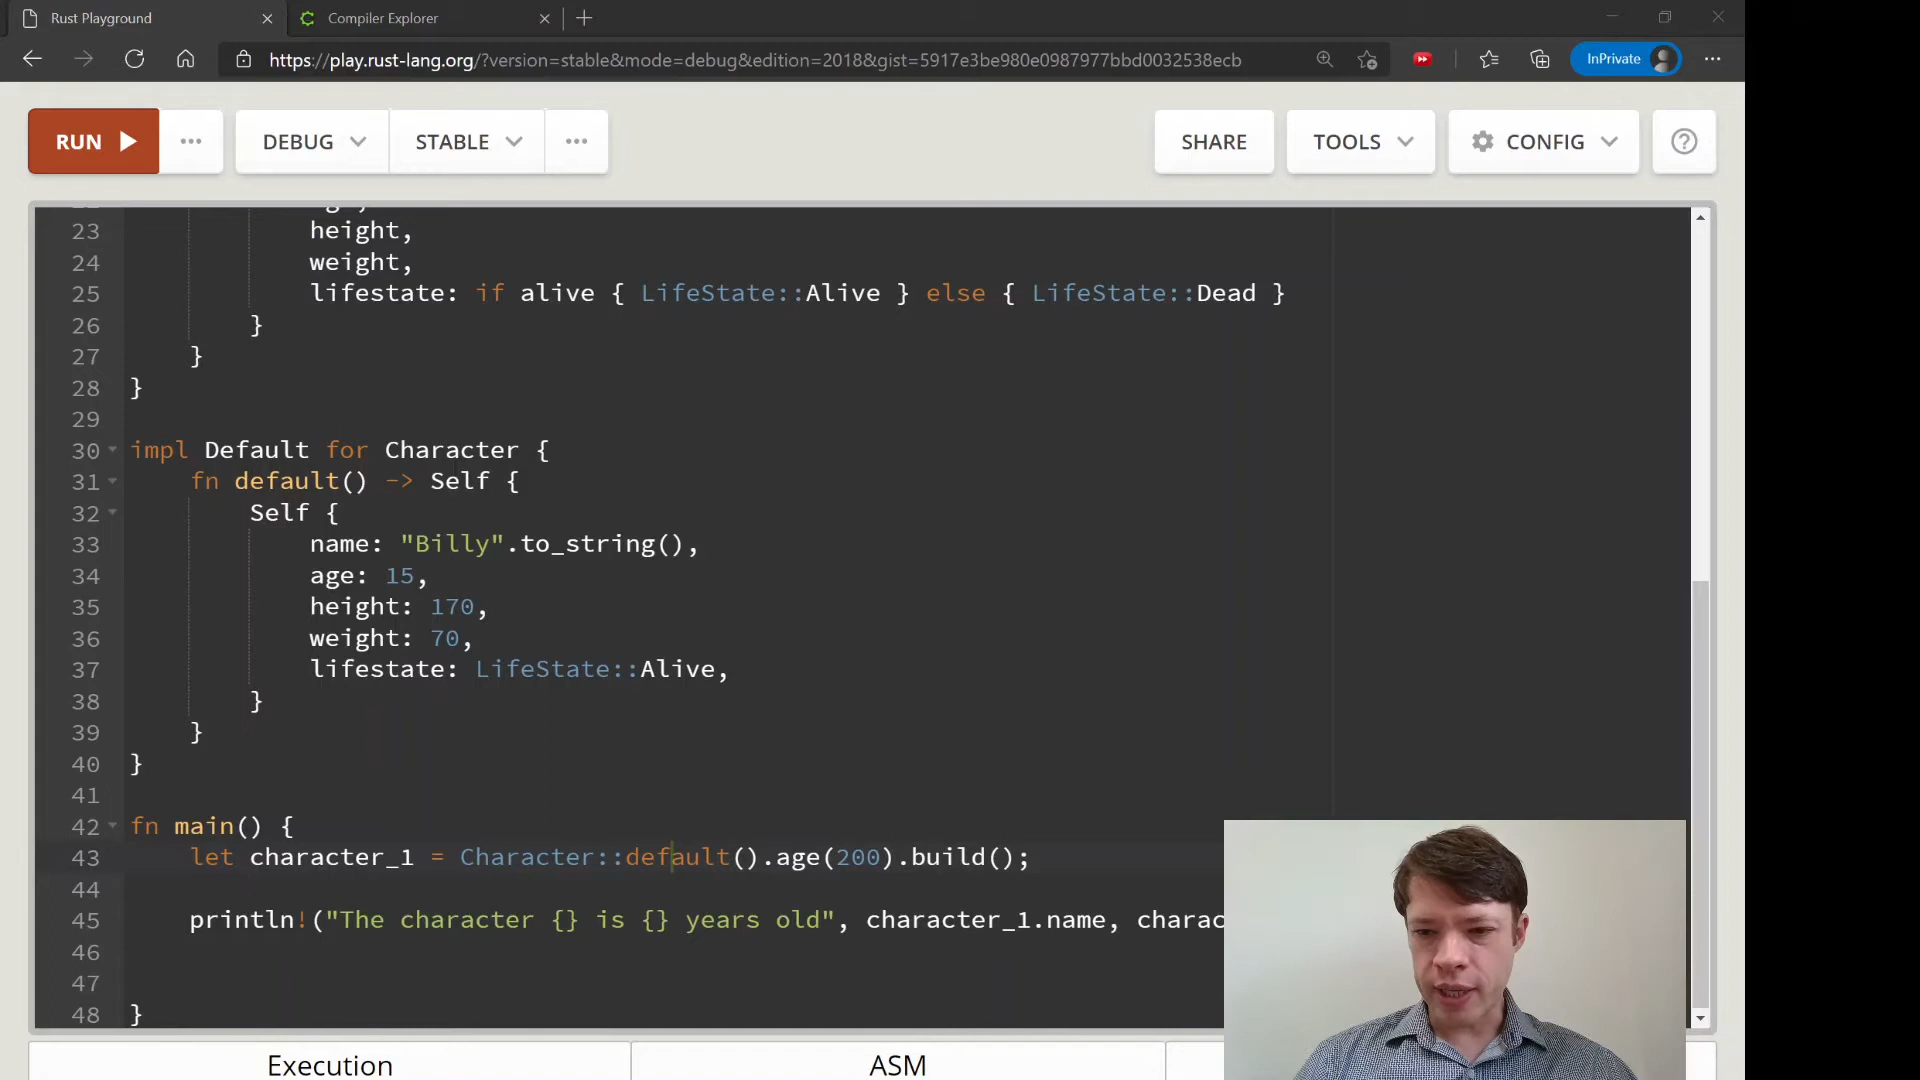 Rust Playground
Compiler Explorer
https://play.rust-lang.org/?version=stable&mode=debug&edition=2018&gist=5917e3be980e0987977bbd0032538ecb
InPrivate
RUN
DEBUG
STABLE
SHARE
TOOLS
CONFIG
23 height,
24 weight,
25 lifestate: if alive { LifeState::Alive } else { LifeState::Dead }
26 }
27 }
28 }
29
30 impl Default for Character {
31 fn default() -> Self {
32 Self {
33 name: "Billy".to_string(),
34 age: 15,
35 height: 170,
36 weight: 70,
37 lifestate: LifeState::Alive,
38 }
39 }
40 }
41
42 fn main() {
43 let character_1 = Character::default().age(200).build();
44
45 println!("The character {} is {} years old", character_1.name, charac
46
47
48 }
Execution
ASM